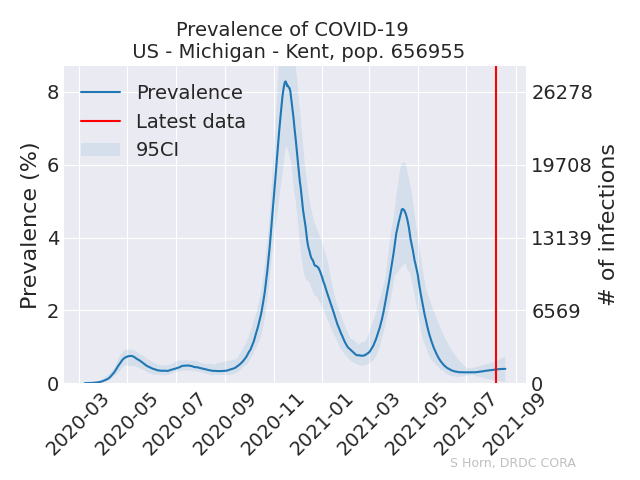 Prevalence of COVID-19
US - Michigan - Kent, pop. 656955
Prevalence
Latest data
95CI
Prevalence (%)
8
6
4
2
0
26278
19708
13139
6569
0
# of infections
2020-03
2020-05
2020-07
2020-09
2020-11
2021-01
2021-03
2021-05
2021-07
2021-09
S Horn, DRDC CORA